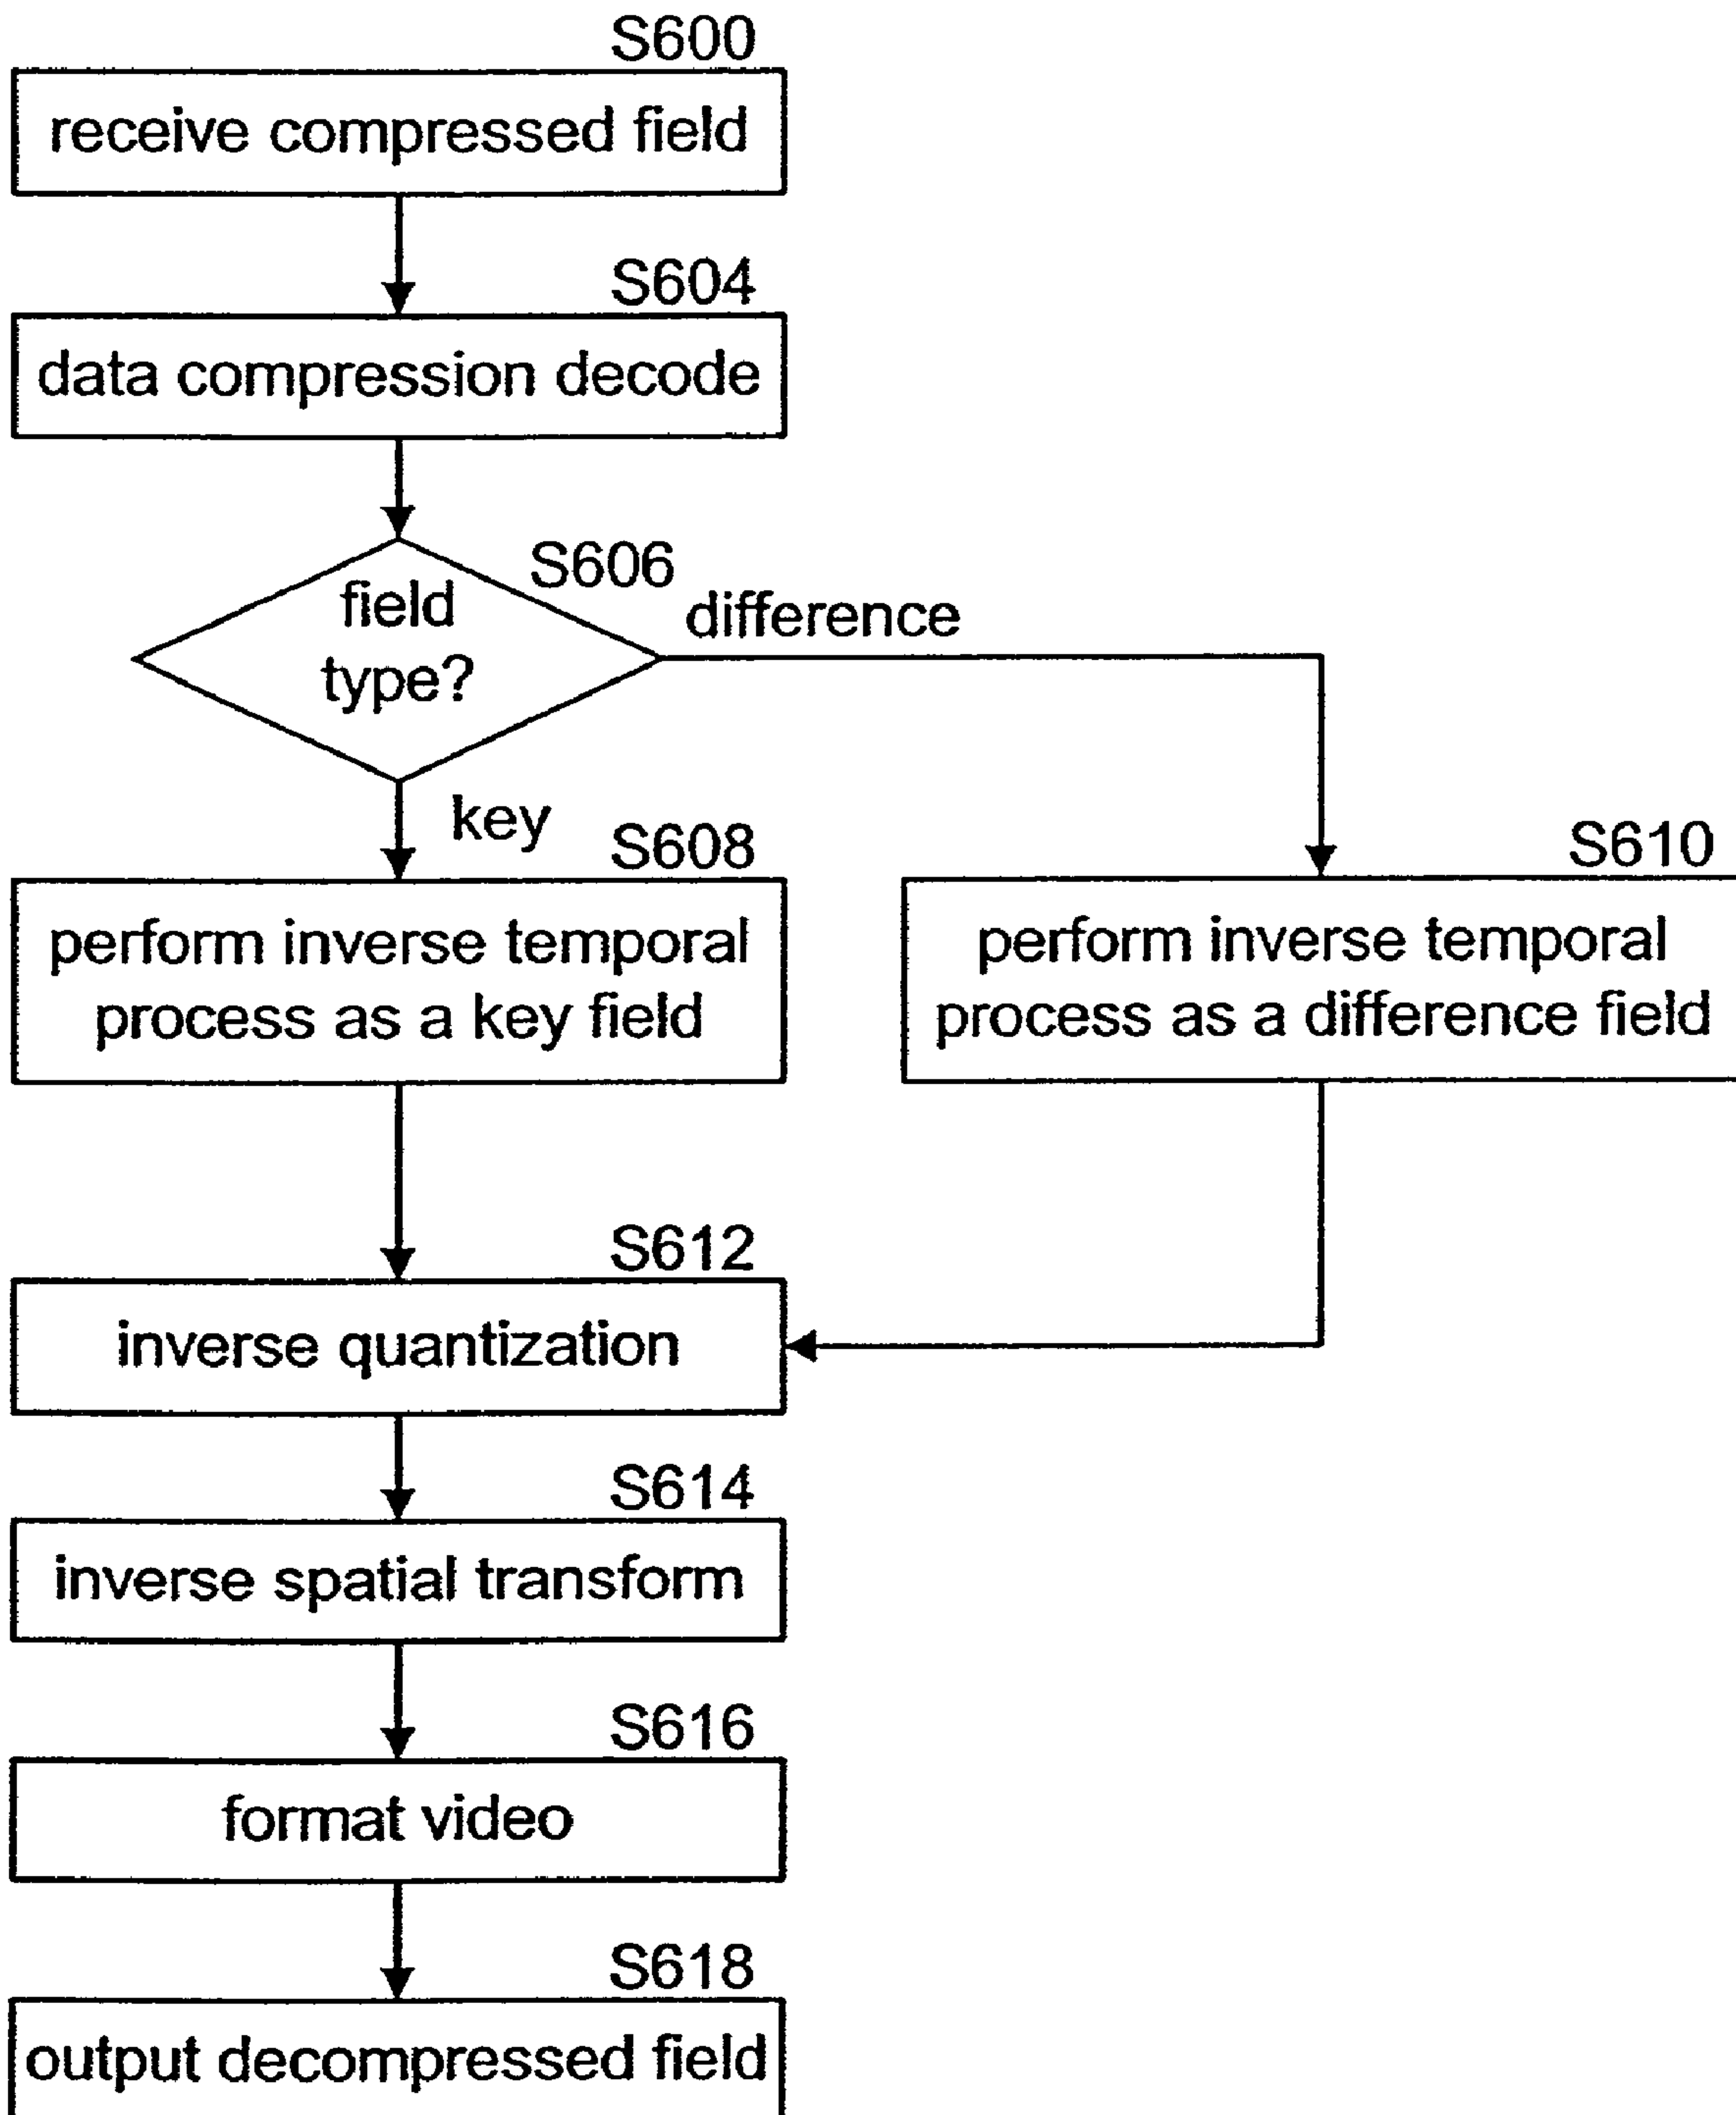 S600
receive compressed field
S604
data compression decode
S606
field
type?
difference
key
S608
perform inverse temporal
process as a key field
S610
perform inverse temporal
process as a difference field
S612
inverse quantization
S614
inverse spatial transform
S616
format video
S618
output decompressed field